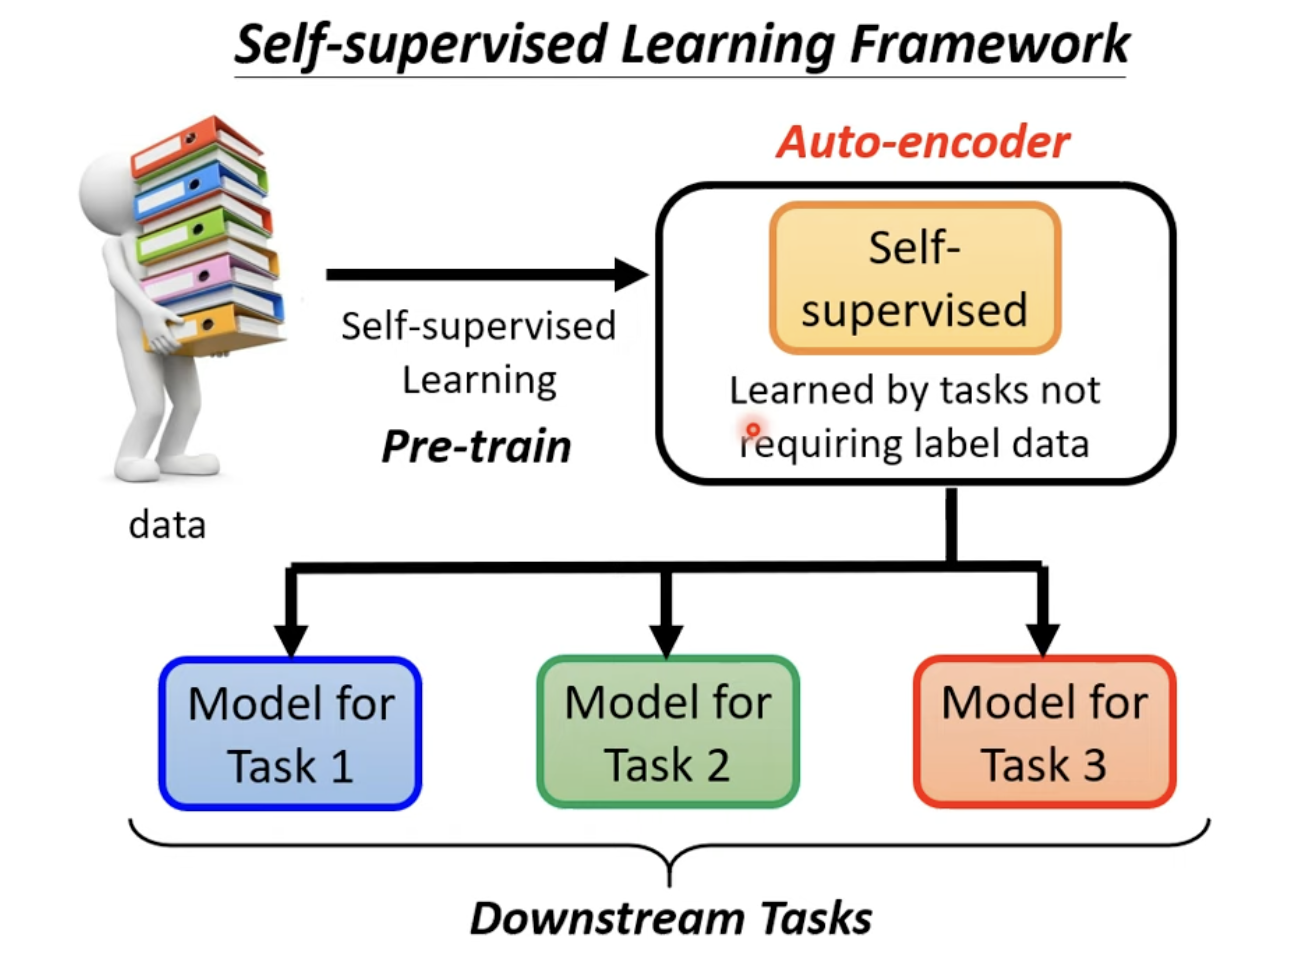 Self-supervised Learning Framework
Auto-encoder
Self-
supervised
Learned by tasks not
requiring label data
Self-supervised
Learning
Pre-train
data
Model for
Task 1
Model for
Task 2
Model for
Task 3
Downstream Tasks